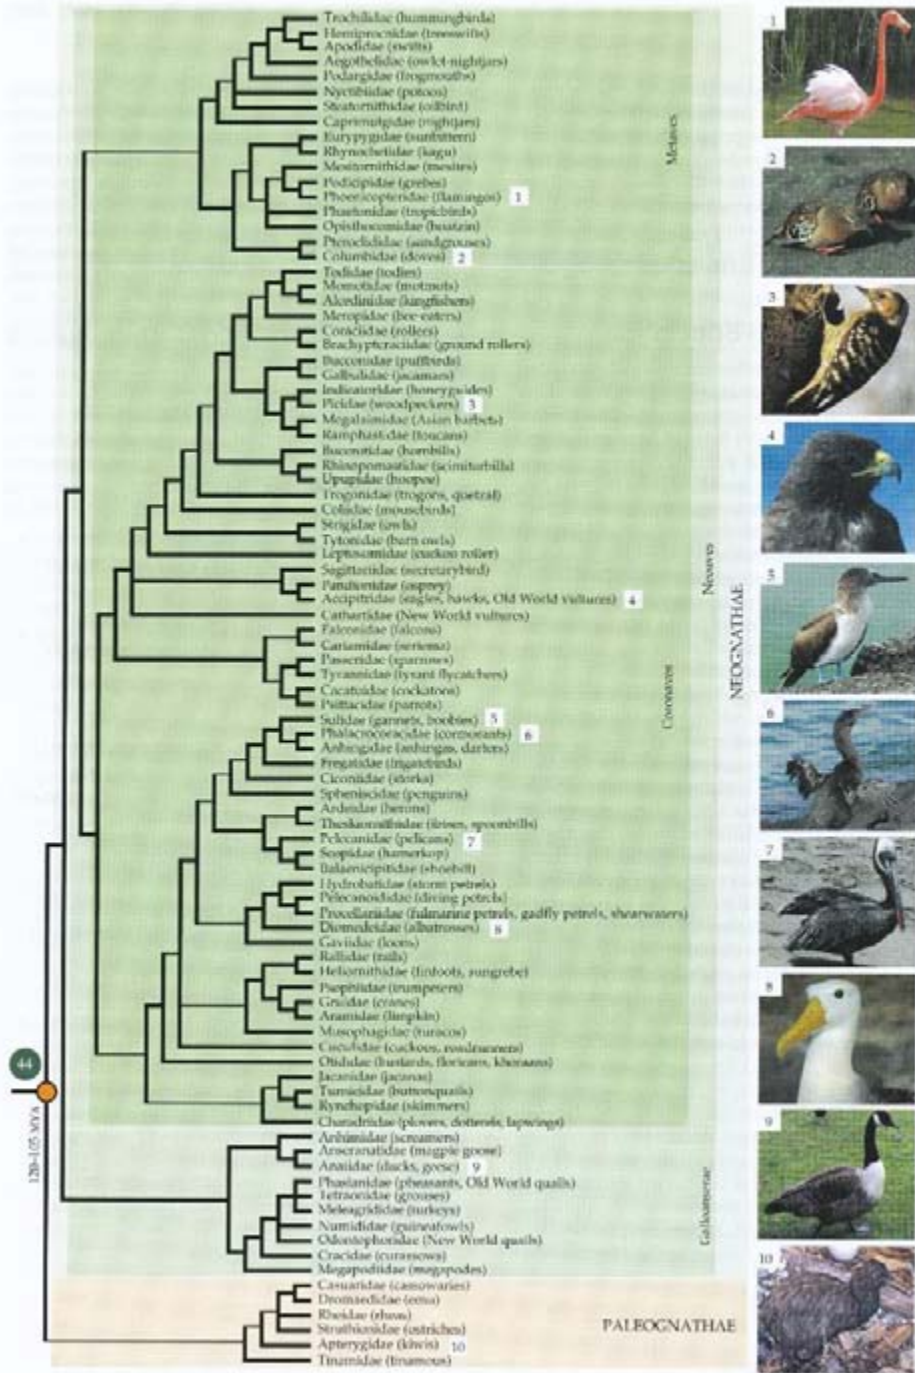 Trochilidae (hummingbirds)
Hemiprocnidae (treeswifts)
Apodidae (swifts)
Aegothelidae (owlet-nightjars)
Podargidae (frogmouths)
Nyctibiidae (potoos)
Steatornithidae (oilbird)
Caprimulgidae (nightjars)
Eurypygidae (sunbittern)
Rhynochetidae (kagu)
Mesitornithidae (mesites)
Podicipidae (grebes)
Phoenicopteridae (flamingos) 1
Phaetonidae (tropicbirds)
Opisthocomidae (hoatzin)
Pteroclididae (sandgrouses)
Columbidae (doves) 2
Metaves
Todidae (todies)
Momotidae (motmots)
Alcedinidae (kingfishers)
Meropidae (bee-eaters)
Coraciidae (rollers)
Brachypteraciidae (ground rollers)
Bucconidae (puffbirds)
Galbulidae (jacamars)
Indicatoridae (honeyguides)
Picidae (woodpeckers) 3
Megalaimidae (Asian barbets)
Ramphastidae (toucans)
Bucerotidae (hornbills)
Rhinopomastidae (scimitarbills)
Upupidae (hoopoe)
Trogonidae (trogons, quetzal)
Coliidae (mousebirds)
Strigidae (owls)
Tytonidae (barn owls)
Leptosomidae (cuckoo roller)
Sagittariidae (secretarybird)
Pandionidae (osprey)
Accipitridae (eagles, hawks, Old World vultures) 4
Cathartidae (New World vultures)
Falconidae (falcons)
Cariamidae (seriema)
Passeridae (sparrows)
Tyrannidae (tyrant flycatchers)
Cacatuidae (cockatoos)
Psittacidae (parrots)
Sulidae (gannets, boobies) 5
Phalacrocoracidae (cormorants) 6
Anhingidae (anhingas, darters)
Fregatidae (frigatebirds)
Ciconiidae (storks)
Spheniscidae (penguins)
Ardeidae (herons)
Threskiornithidae (ibises, spoonbills)
Pelecanidae (pelicans) 7
Scopidae (hamerkop)
Balaenicipitidae (shoebill)
Hydrobatidae (storm petrels)
Pelecanoididae (diving petrels)
Procellariidae (fulmarine petrels, gadfly petrels, shearwaters)
Diomedeidae (albatrosses) 8
Gaviidae (loons)
Rallidae (rails)
Heliornithidae (finfoots, sungrebe)
Psophiidae (trumpeters)
Gruidae (cranes)
Aramidae (limpkin)
Musophagidae (turacos)
Cuculidae (cuckoos, roadrunners)
Otididae (bustards, floricans, khoraans)
Jacanidae (jacanas)
Turnicidae (buttonquails)
Rynchopidae (skimmers)
Charadriidae (plovers, dotterels, lapwings)
Coronaves
Neoaves
Anhimidae (screamers)
Anseranatidae (magpie goose)
Anatidae (ducks, geese) 9
Phasianidae (pheasants, Old World quails)
Tetraonidae (grouses)
Meleagrididae (turkeys)
Numididae (guineafowls)
Odontophoridae (New World quails)
Cracidae (curassows)
Megapodiidae (megapodes)
Galloanserae
NEOGNATHAE
Casuaridae (cassowaries)
Dromaedidae (emu)
Rheidae (rheas)
Struthionidae (ostriches)
Apterygidae (kiwis) 10
Tinamidae (tinamous)
PALEOGNATHAE
44
120–105 MYA
1
2
3
4
5
6
7
8
9
10